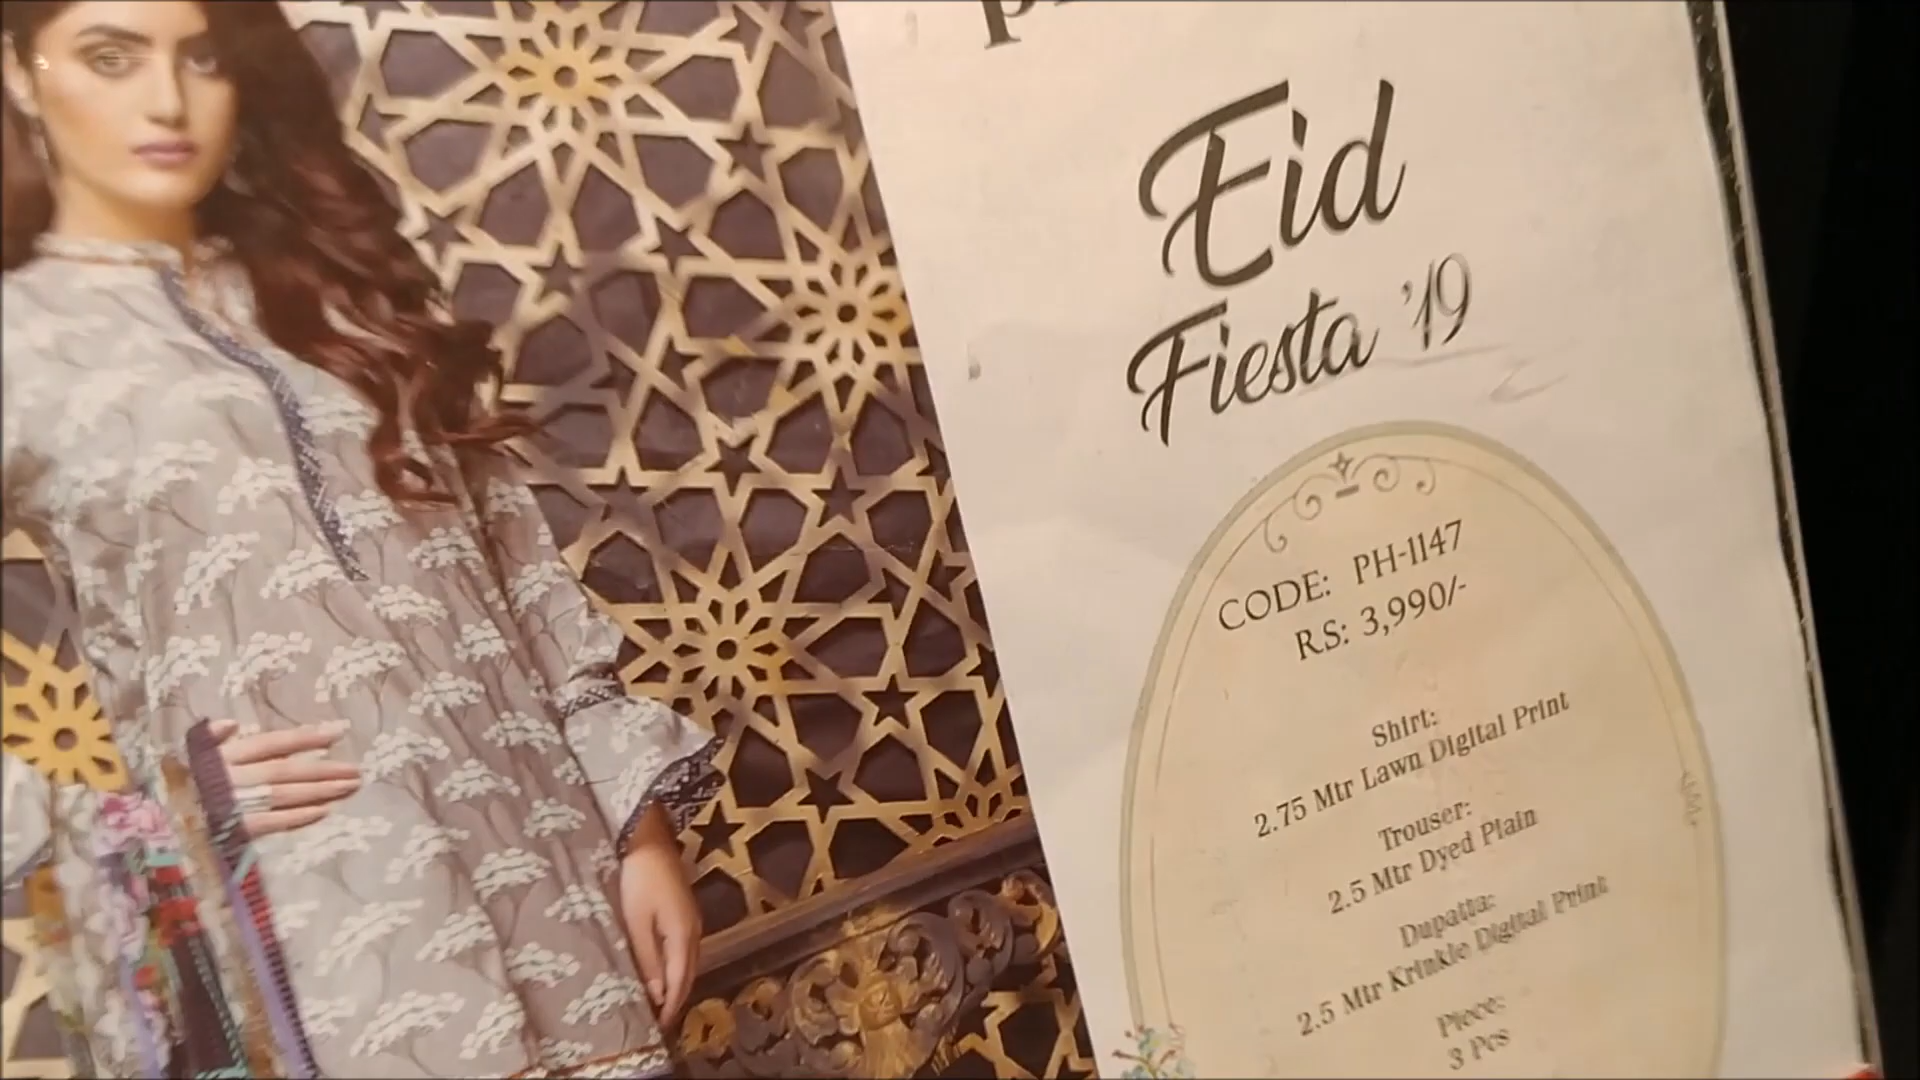 Eid
Fiesta '19
CODE: PH-1147
RS: 3,990/-
Shirt:
2.75 Mtr Lawn Digital Print
Trouser:
2.5 Mtr Dyed Plain
Dupatta:
2.5 Mtr Krinkle Digital Print
Piece:
3 Pcs